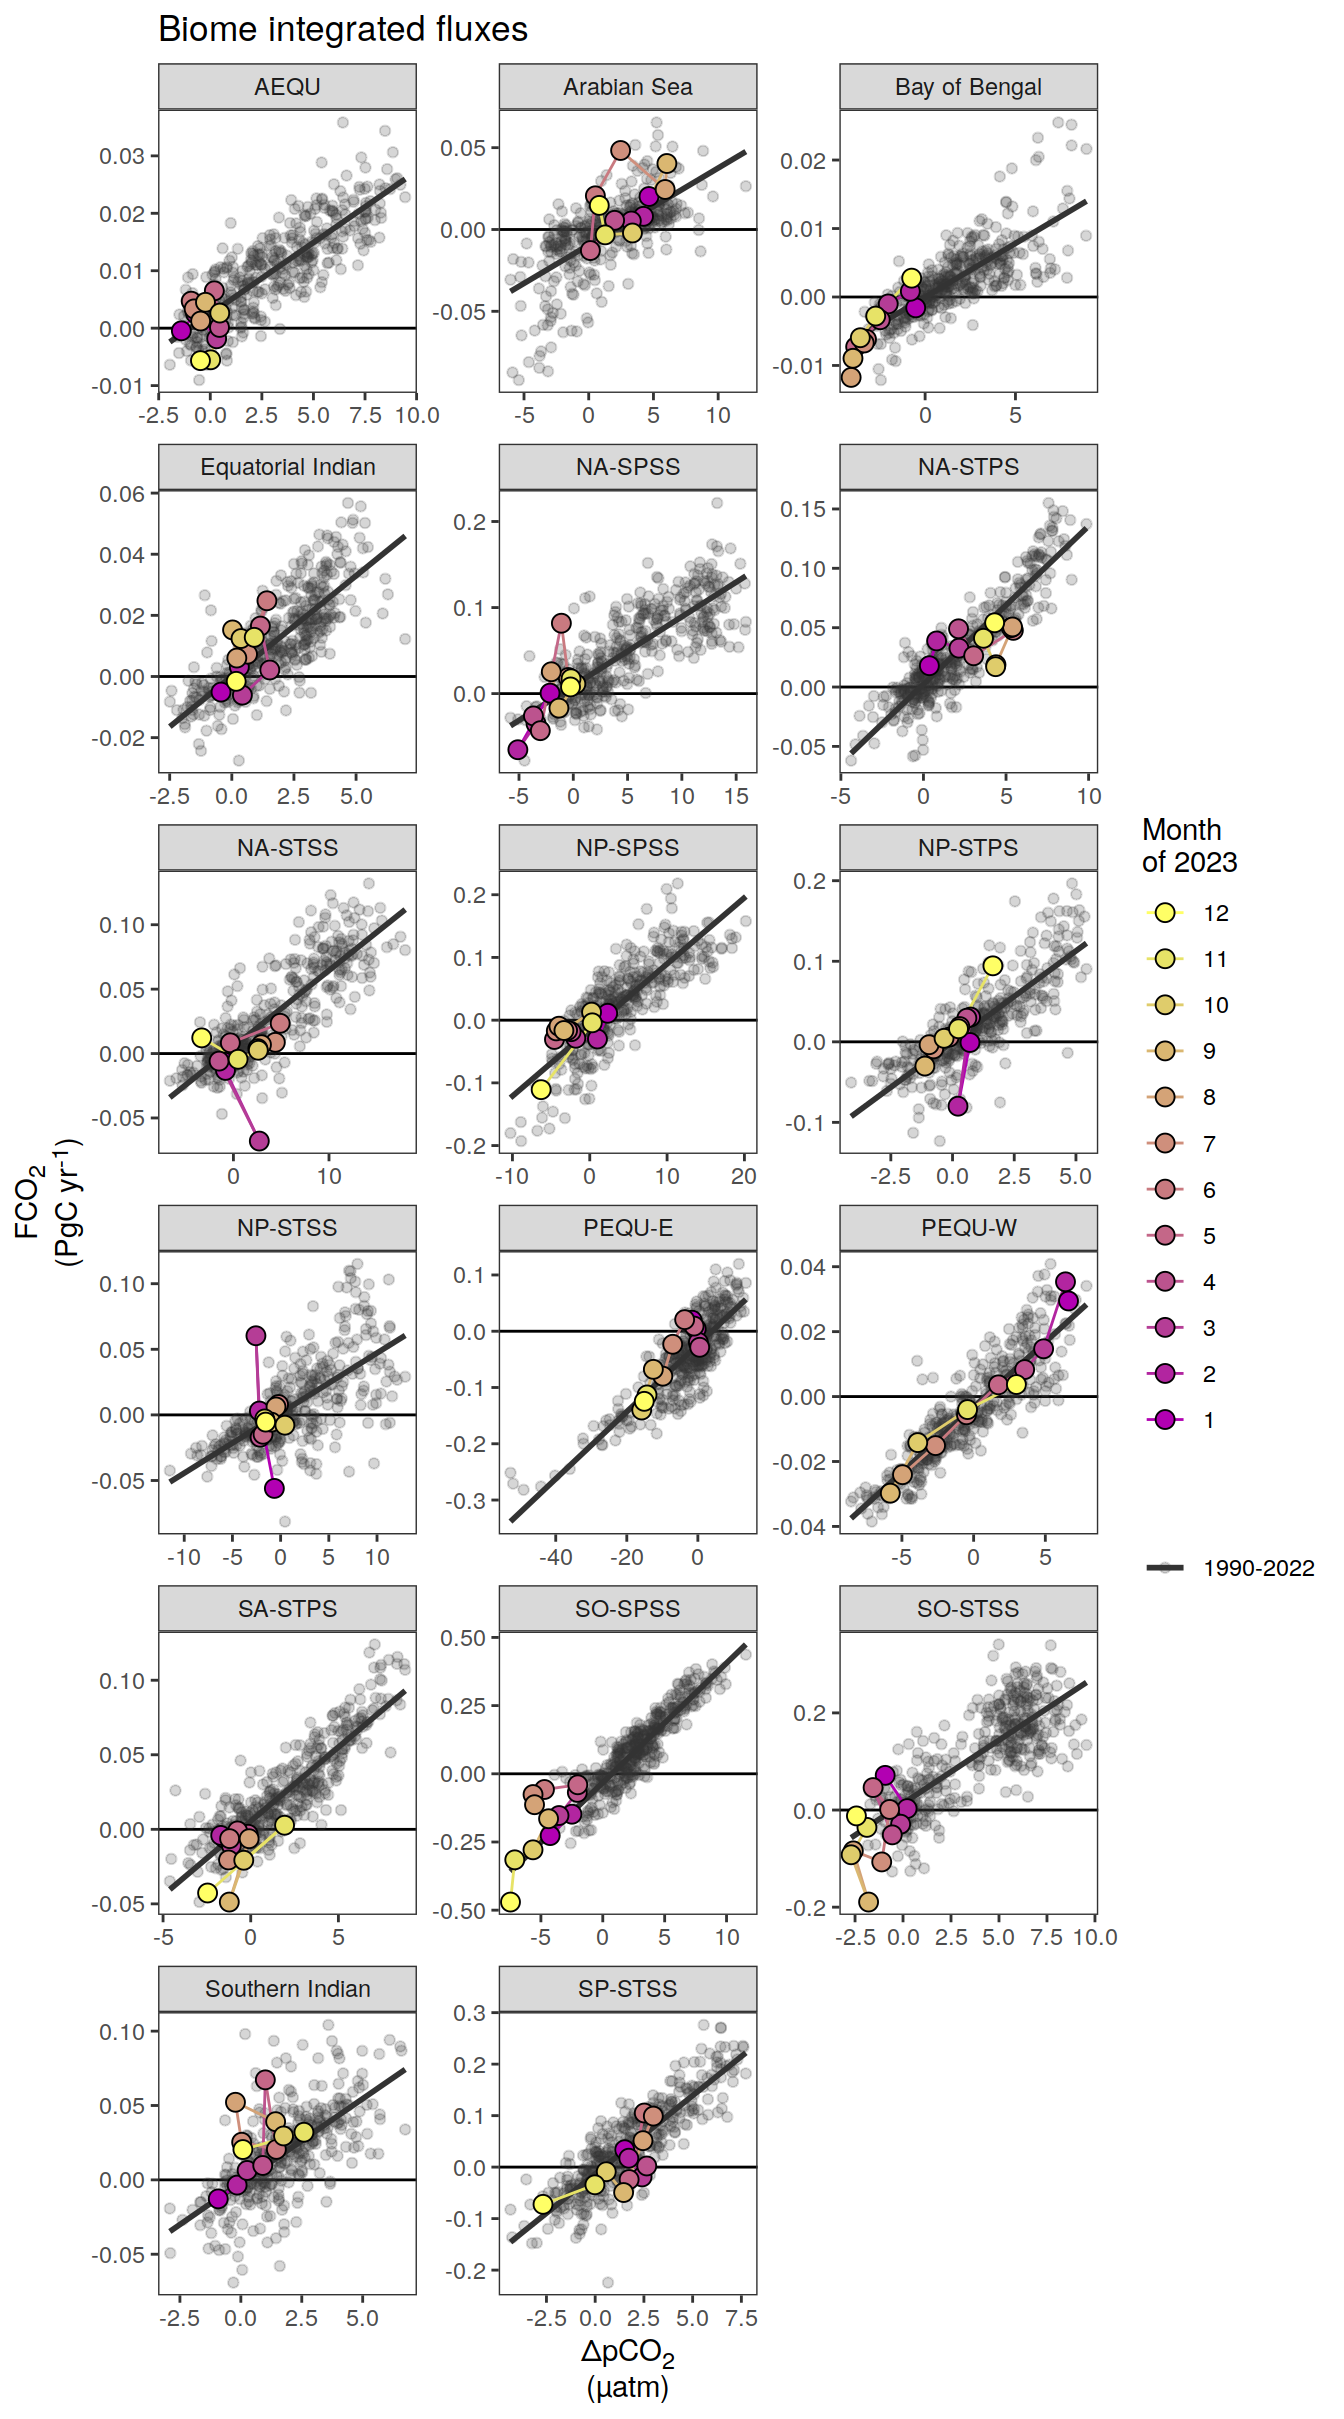 Biome integrated fluxes
AEQU
Arabian Sea
Bay of Bengal
0.03
0.02
0.01
0.00
-0.01
0.05
0.00
-0.05
0.02
0.01
0.00
-0.01
-2.5 0.0 2.5 5.0 7.5 10.0
-5 0 5 10
0 5
Equatorial Indian
NA-SPSS
NA-STPS
0.06
0.04
0.02
0.00
-0.02
0.2
0.1
0.0
0.15
0.10
0.05
0.00
-0.05
-2.5 0.0 2.5 5.0
-5 0 5 10 15
-5 0 5 10
NA-STSS
NP-SPSS
NP-STPS
0.10
0.05
0.00
-0.05
0.2
0.1
0.0
-0.1
-0.2
0.2
0.1
0.0
-0.1
0 10
-10 0 10 20
-2.5 0.0 2.5 5.0
NP-STSS
PEQU-E
PEQU-W
0.10
0.05
0.00
-0.05
0.1
0.0
-0.1
-0.2
-0.3
0.04
0.02
0.00
-0.02
-0.04
-10 -5 0 5 10
-40 -20 0
-5 0 5
SA-STPS
SO-SPSS
SO-STSS
0.10
0.05
0.00
-0.05
0.50
0.25
0.00
-0.25
-0.50
0.2
0.0
-0.2
-5 0 5
-5 0 5 10
-2.5 0.0 2.5 5.0 7.5 10.0
Southern Indian
SP-STSS
0.10
0.05
0.00
-0.05
0.3
0.2
0.1
0.0
-0.1
-0.2
-2.5 0.0 2.5 5.0
-2.5 0.0 2.5 5.0 7.5
FCO₂
(PgC yr⁻¹)
ΔpCO₂
(µatm)
Month
of 2023
12
11
10
9
8
7
6
5
4
3
2
1
1990-2022